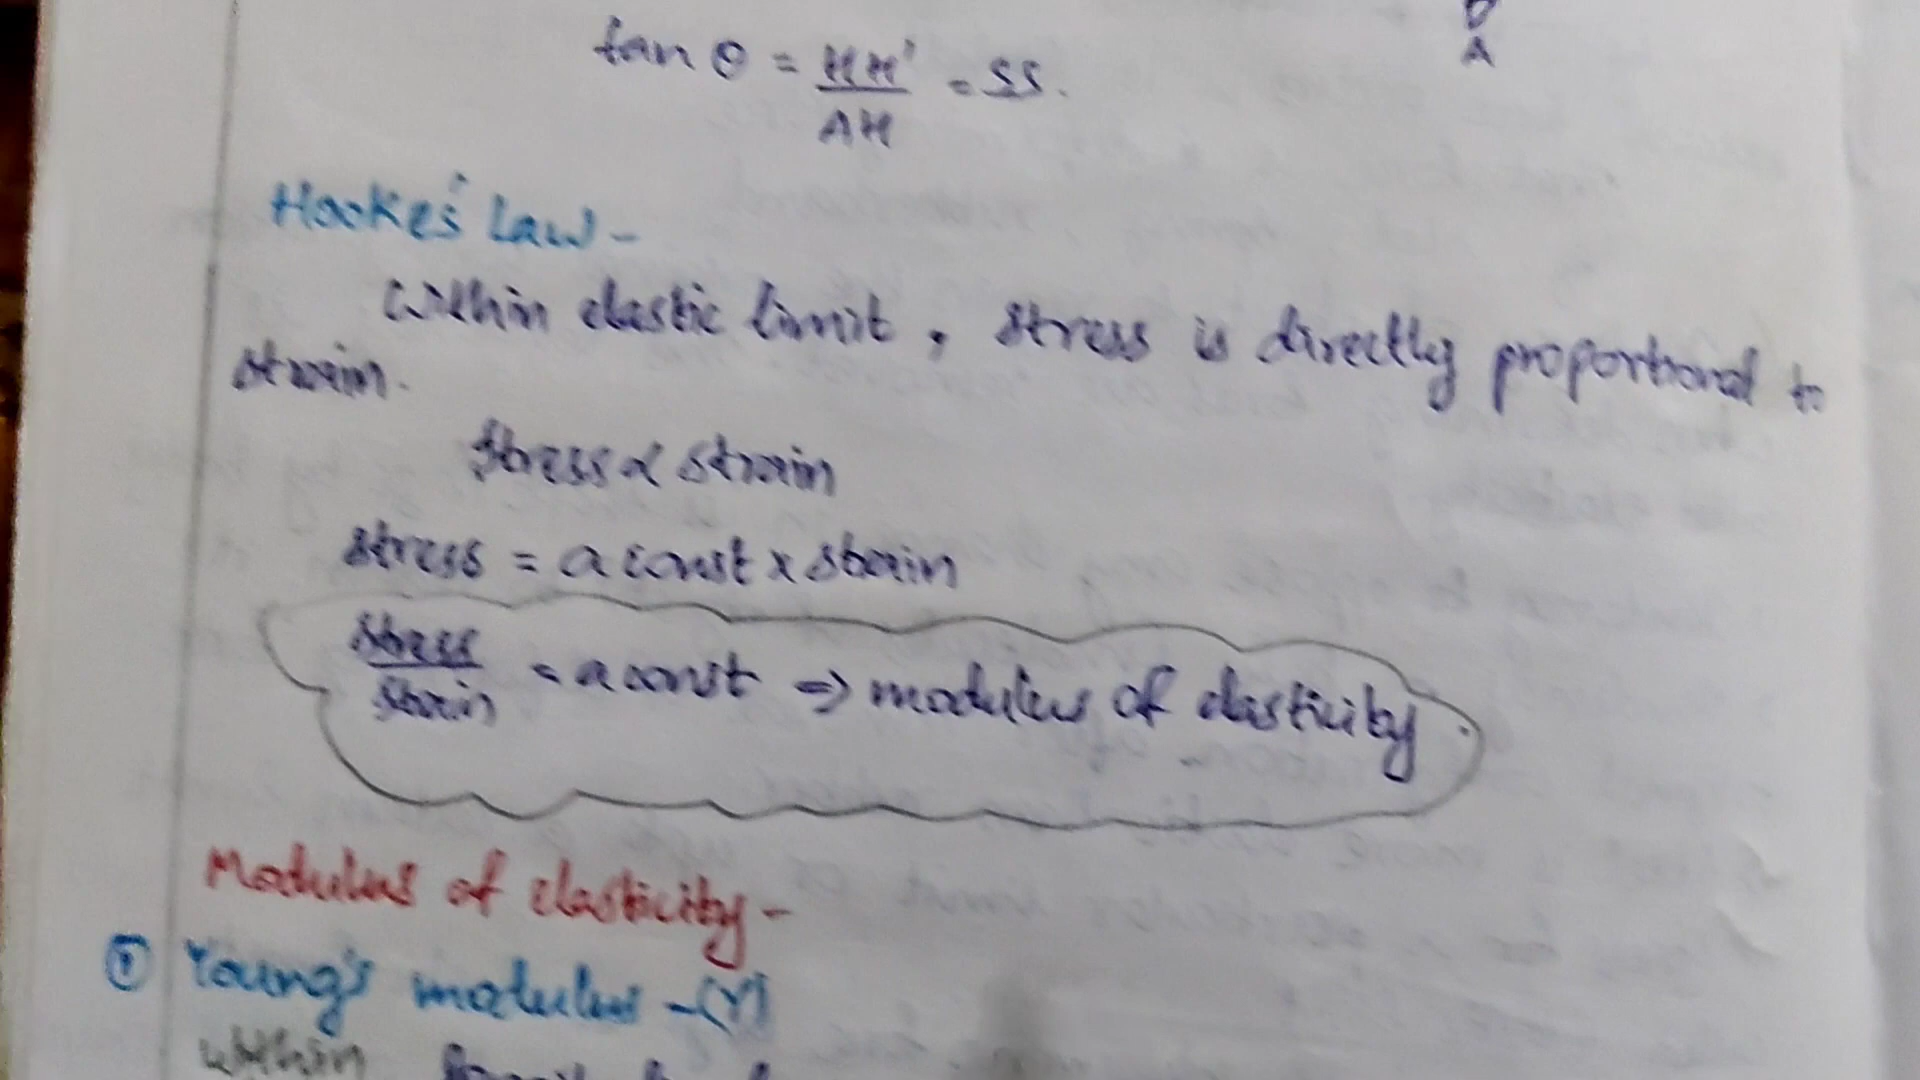 A
tan θ = HH' / AH = SS.
Hooke's Law -
Within elastic limit, stress is directly proportional to
strain.
Stress ∝ strain
stress = a const x strain
stress / strain = a const ⇒ modulus of elasticity.
Modulus of elasticity -
① Young's modulus - (Y)
Within